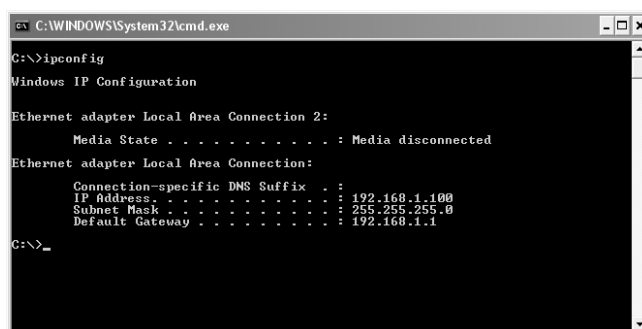 C:\WINDOWS\System32\cmd.exe
C:\>ipconfig
Windows IP Configuration
Ethernet adapter Local Area Connection 2:
Media State . . . . . . . . . . . : Media disconnected
Ethernet adapter Local Area Connection:
Connection-specific DNS Suffix  . :
IP Address. . . . . . . . . . . . : 192.168.1.100
Subnet Mask . . . . . . . . . . . : 255.255.255.0
Default Gateway . . . . . . . . . : 192.168.1.1
C:\>_